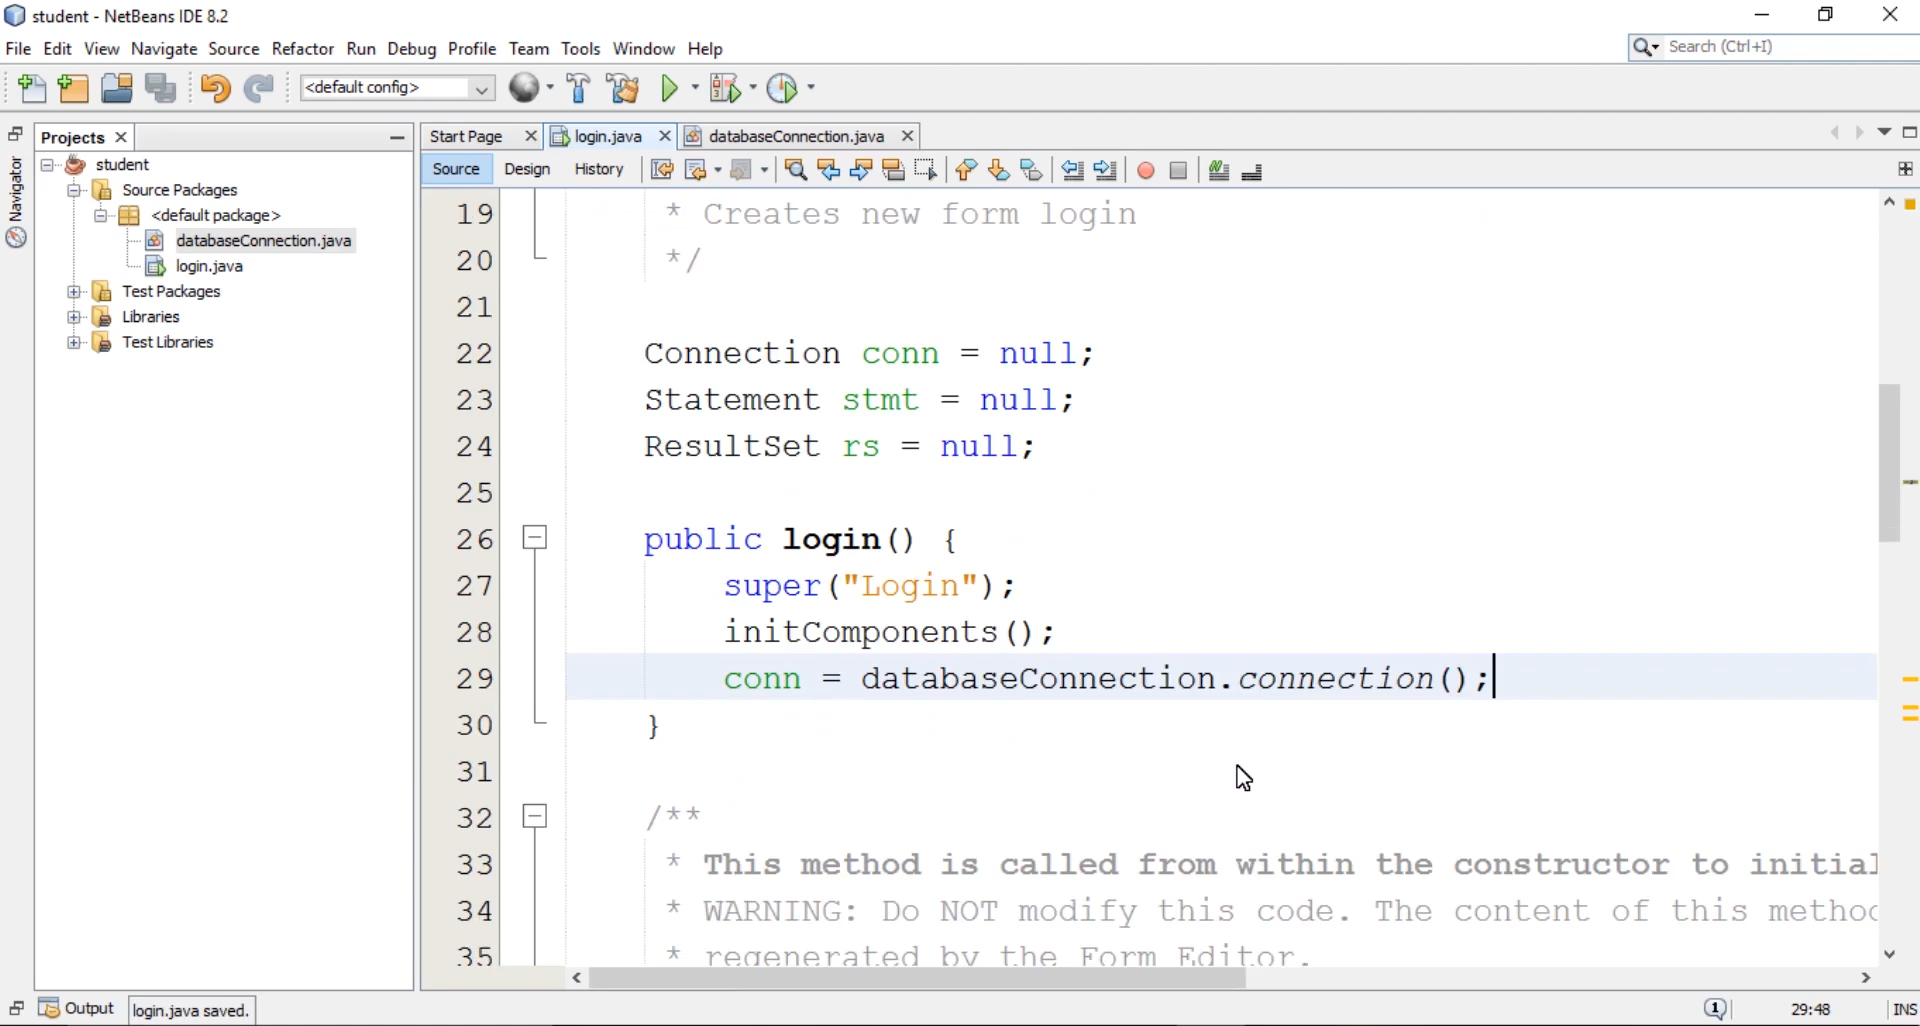 student - NetBeans IDE 8.2
File Edit View Navigate Source Refactor Run Debug Profile Team Tools Window Help
Search (Ctrl+I)
<default config>
Navigator
Projects
student
Source Packages
<default package>
databaseConnection.java
login.java
Test Packages
Libraries
Test Libraries
Start Page login.java databaseConnection.java
Source Design History
19 * Creates new form login
20 */
21
22 Connection conn = null;
23 Statement stmt = null;
24 ResultSet rs = null;
25
26 public login() {
27 super("Login");
28 initComponents();
29 conn = databaseConnection.connection();
30 }
31
32 /**
33 * This method is called from within the constructor to initial
34 * WARNING: Do NOT modify this code. The content of this method
35 * regenerated by the Form Editor.
Output login.java saved. 1 29:48 INS